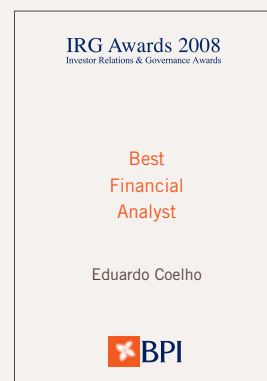 IRG Awards 2008
Investor Relations & Governance Awards
Best
Financial
Analyst
Eduardo Coelho
BPI